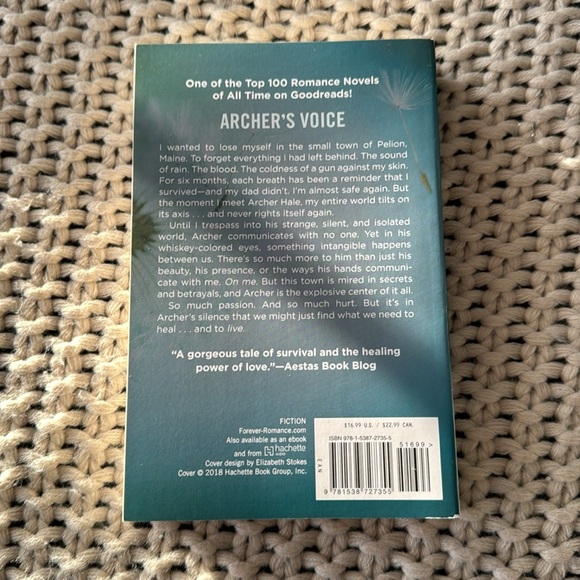 One of the Top 100 Romance Novels
of All Time on Goodreads!
ARCHER'S VOICE
I wanted to lose myself in the small town of Pelion,
Maine. To forget everything I had left behind. The sound
of rain. The blood. The coldness of a gun against my skin.
For six months, each breath has been a reminder that I
survived—and my dad didn't. I'm almost safe again. But
the moment I meet Archer Hale, my entire world tilts on
its axis . . . and never rights itself again.
Until I trespass into his strange, silent, and isolated
world, Archer communicates with no one. Yet in his
whiskey-colored eyes, something intangible happens
between us. There's so much more to him than just his
beauty, his presence, or the ways his hands communi-
cate with me. On me. But this town is mired in secrets
and betrayals, and Archer is the explosive center of it all.
So much passion. And so much hurt. But it's in
Archer's silence that we might just find what we need to
heal . . . and to live.
"A gorgeous tale of survival and the healing
power of love."—Aestas Book Blog
FICTION
Forever-Romance.com
Also available as an ebook
and from hachette
AUDIO
Cover design by Elizabeth Stokes
Cover © 2018 Hachette Book Group, Inc.
$16.99 U.S. / $22.99 CAN.
ISBN 978-1-5387-2735-5
51699>
EAN
9 781538 727355